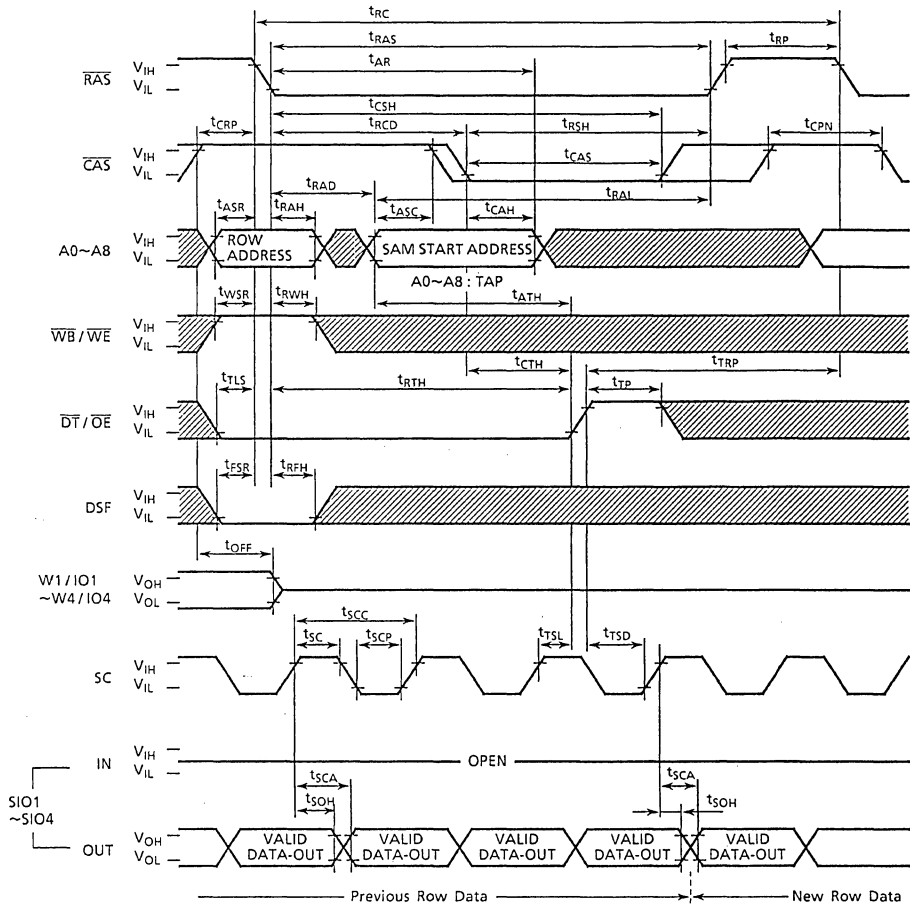 tRC
tRAS
tRP
tAR
RAS
VIH
VIL
tCSH
tCRP
tRCD
tRSH
tCPN
CAS
VIH
VIL
tCAS
tRAD
tRAL
tASR
tRAH
tASC
tCAH
A0~A8
VIH
VIL
ROW ADDRESS
SAM START ADDRESS
A0~A8 : TAP
tWSR
tRWH
tATH
WB / WE
VIH
VIL
tCTH
tTRP
tTLS
tRTH
tTP
DT / OE
VIH
VIL
tFSR
tRFH
DSF
VIH
VIL
tOFF
W1 / IO1
~W4 / IO4
VOH
VOL
tSCC
tSC
tSCP
tTSL
tTSD
SC
VIH
VIL
IN
VIH
VIL
OPEN
SIO1
~SIO4
tSCA
tSCA
tSOH
tSOH
OUT
VOH
VOL
VALID DATA-OUT
VALID DATA-OUT
VALID DATA-OUT
VALID DATA-OUT
VALID DATA-OUT
Previous Row Data
New Row Data